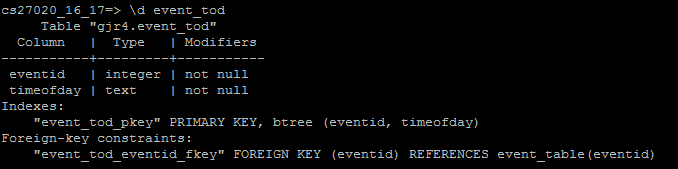 cs27020_16_17=> \d event_tod
     Table "gjr4.event_tod"
  Column   |  Type   | Modifiers
-----------+---------+-----------
 eventid   | integer | not null
 timeofday | text    | not null
Indexes:
    "event_tod_pkey" PRIMARY KEY, btree (eventid, timeofday)
Foreign-key constraints:
    "event_tod_eventid_fkey" FOREIGN KEY (eventid) REFERENCES event_table(eventid)